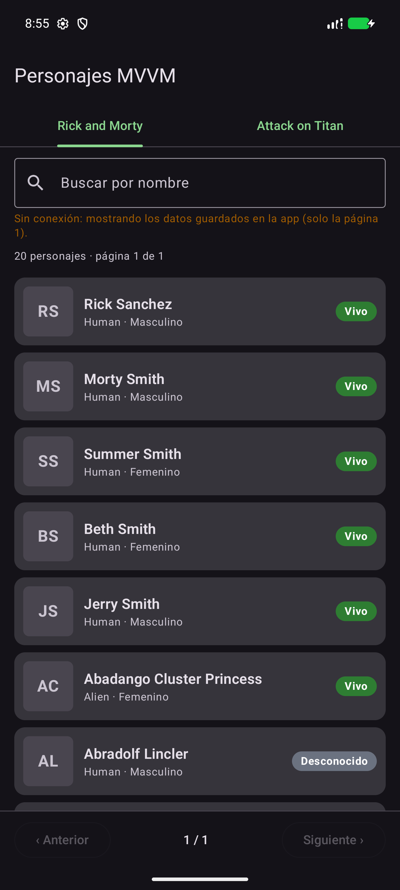 8:55
Personajes MVVM
Rick and Morty
Attack on Titan
Buscar por nombre
Sin conexión: mostrando los datos guardados en la app (solo la página
1).
20 personajes · página 1 de 1
RS
Rick Sanchez
Human · Masculino
Vivo
MS
Morty Smith
Human · Masculino
Vivo
SS
Summer Smith
Human · Femenino
Vivo
BS
Beth Smith
Human · Femenino
Vivo
JS
Jerry Smith
Human · Masculino
Vivo
AC
Abadango Cluster Princess
Alien · Femenino
Vivo
AL
Abradolf Lincler
Human · Masculino
Desconocido
‹ Anterior
1 / 1
Siguiente ›